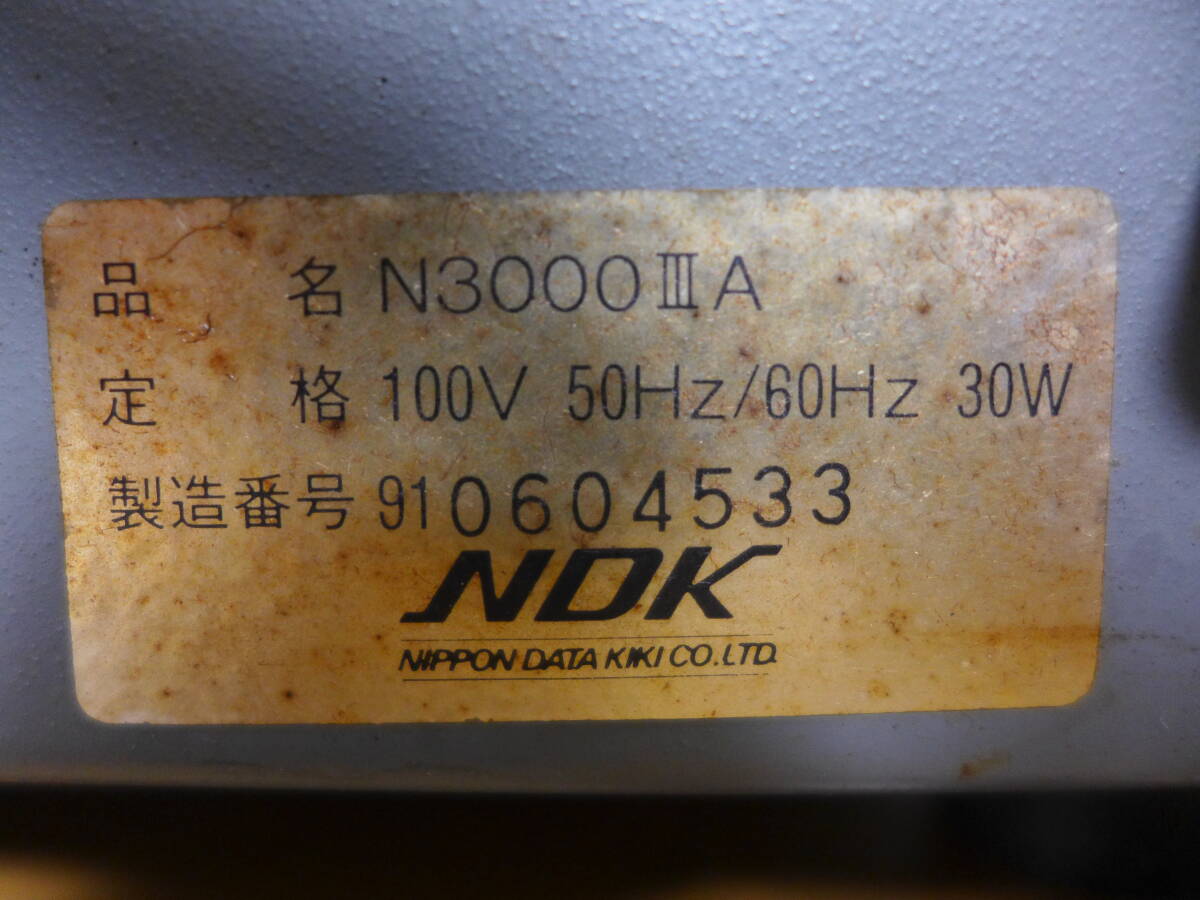 品名 N3000ⅢA
定格 100V 50Hz/60Hz 30W
製造番号 910604533
NDK
NIPPON DATA KIKI CO.LTD.